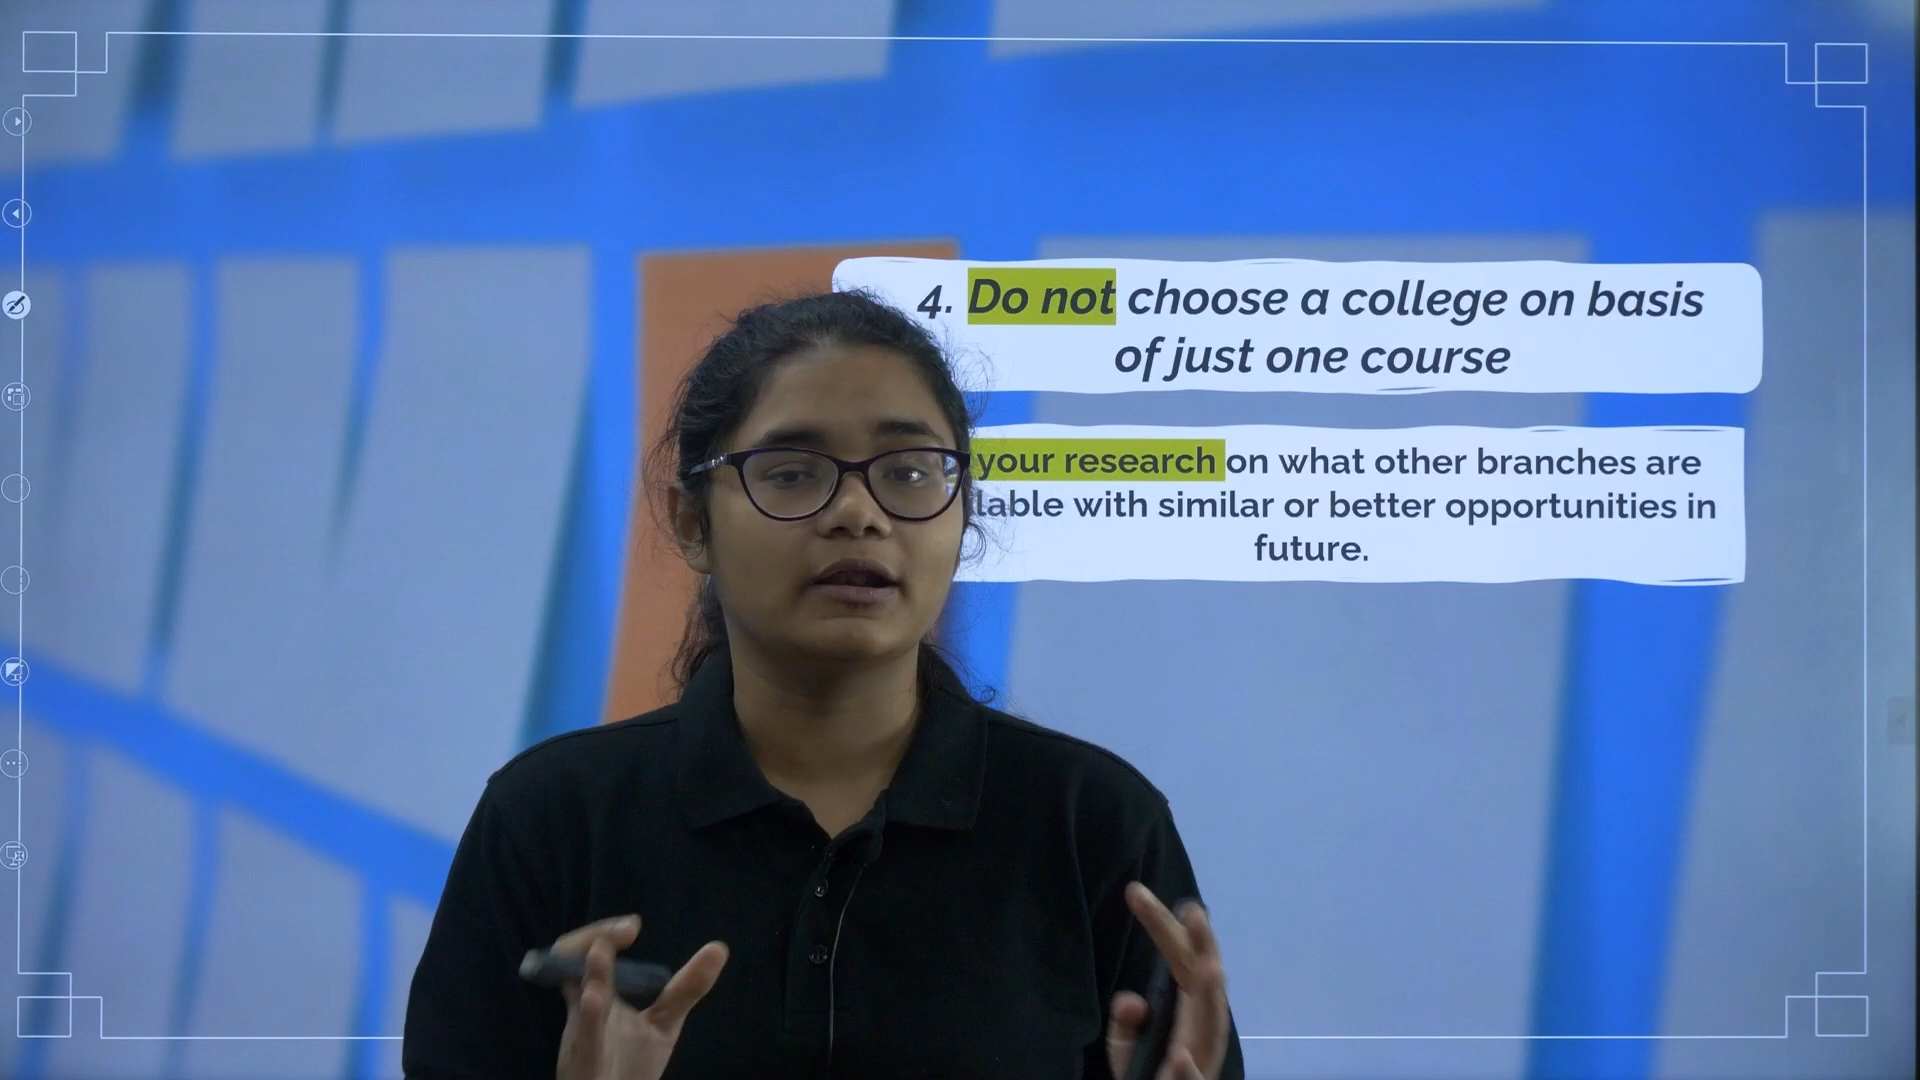 4. Do not choose a college on basis
of just one course
your research on what other branches are
lable with similar or better opportunities in
future.